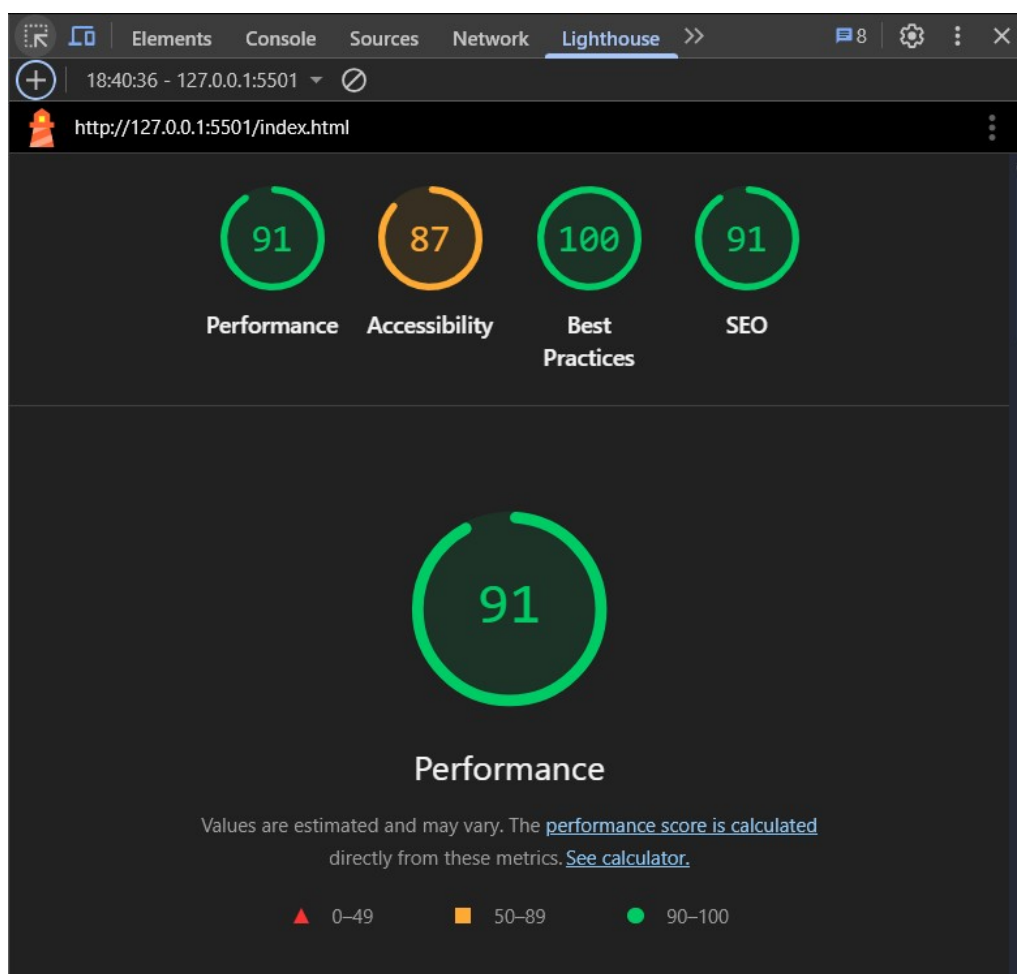 Elements Console Sources Network Lighthouse 8
18:40:36 - 127.0.0.1:5501
http://127.0.0.1:5501/index.html
91 87 100 91
Performance Accessibility Best Practices SEO
91
Performance
Values are estimated and may vary. The performance score is calculated
directly from these metrics. See calculator.
0–49 50–89 90–100